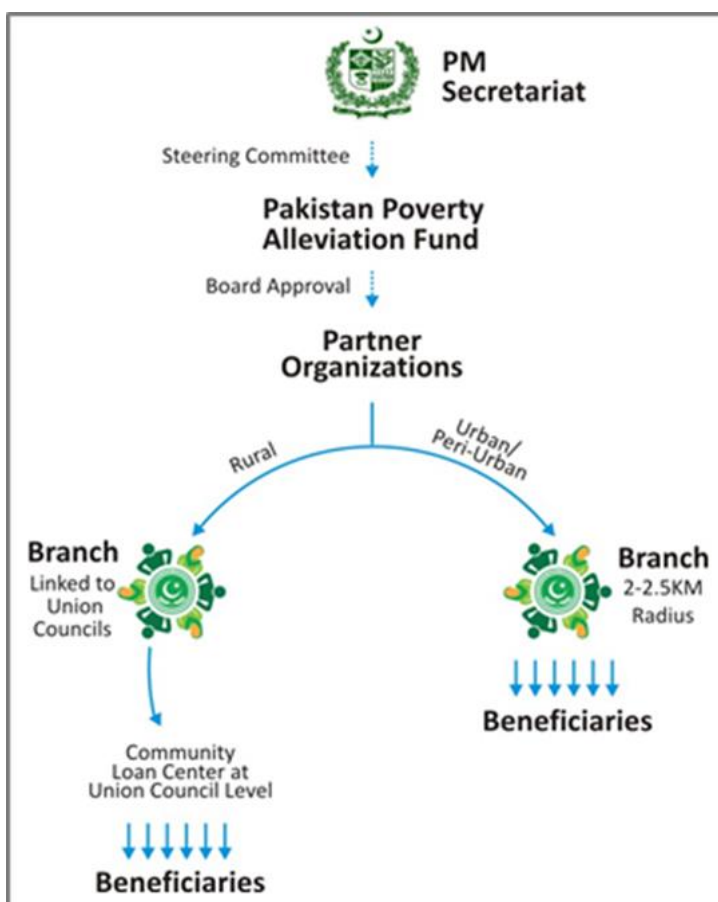 PM
Secretariat
Steering Committee
Pakistan Poverty
Alleviation Fund
Board Approval
Partner
Organizations
Rural
Urban/
Peri-Urban
Branch
Linked to
Union
Councils
Branch
2-2.5KM
Radius
Beneficiaries
Community
Loan Center at
Union Council Level
Beneficiaries